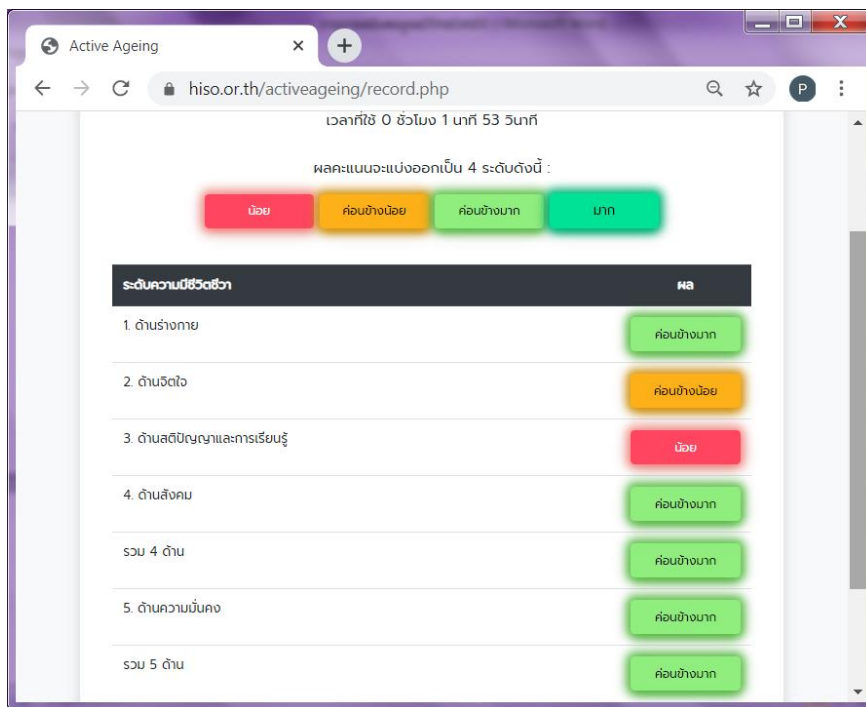 Active Ageing
hiso.or.th/activeageing/record.php
P
เวลาที่ใช้ 0 ชั่วโมง 1 นาที 53 วินาที
ผลคะแนนจะแบ่งออกเป็น 4 ระดับดังนี้ :
น้อย ค่อนข้างน้อย ค่อนข้างมาก มาก
ระดับความมีชีวิตชีวา ผล
1. ด้านร่างกาย ค่อนข้างมาก
2. ด้านจิตใจ ค่อนข้างน้อย
3. ด้านสติปัญญาและการเรียนรู้ น้อย
4. ด้านสังคม ค่อนข้างมาก
รวม 4 ด้าน ค่อนข้างมาก
5. ด้านความมั่นคง ค่อนข้างมาก
รวม 5 ด้าน ค่อนข้างมาก